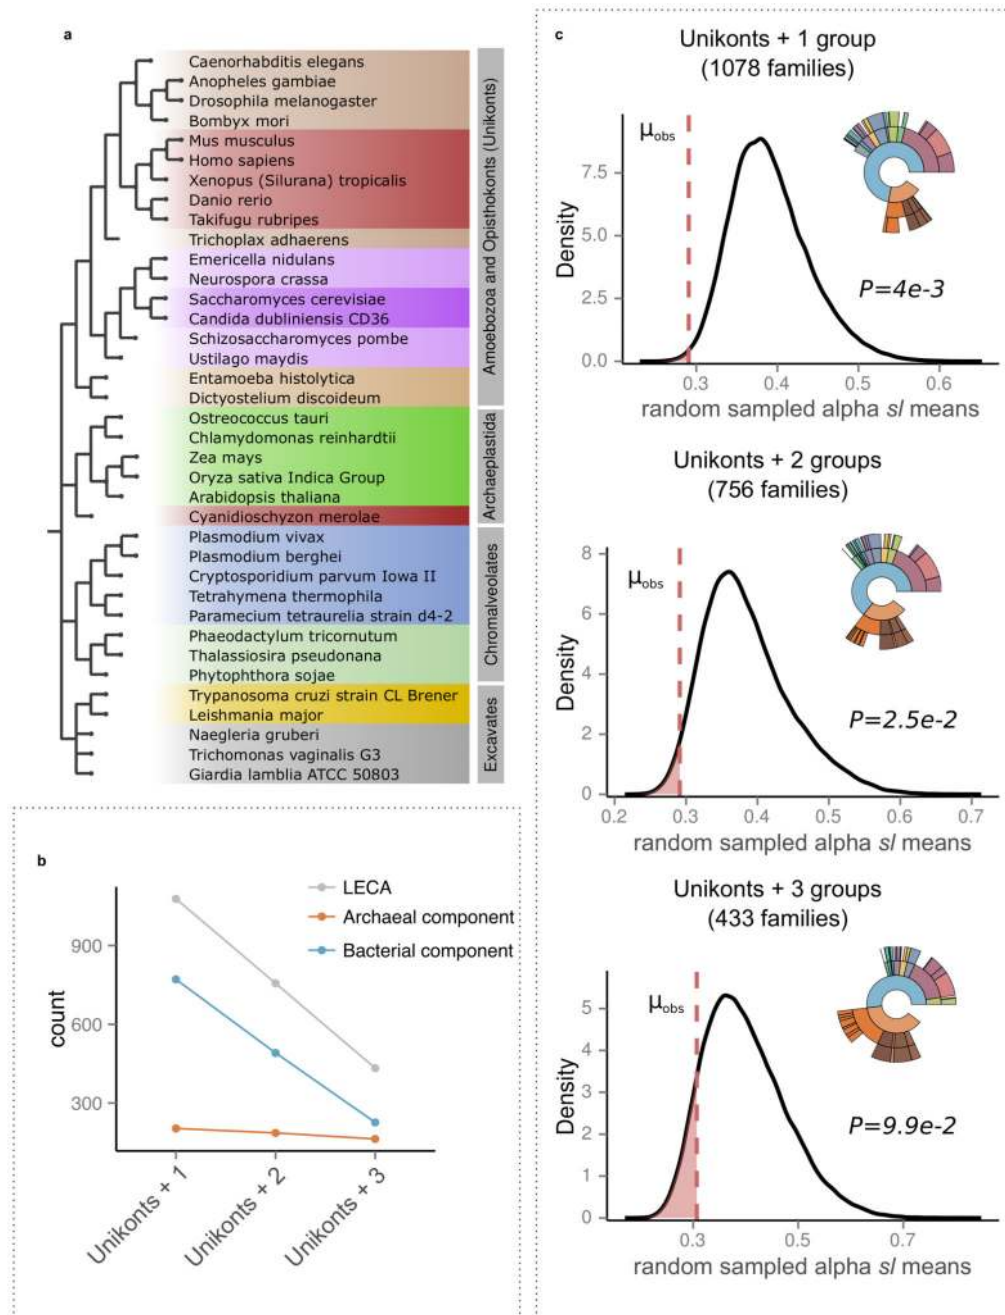 a
Caenorhabditis elegans
Anopheles gambiae
Drosophila melanogaster
Bombyx mori
Mus musculus
Homo sapiens
Xenopus (Silurana) tropicalis
Danio rerio
Takifugu rubripes
Trichoplax adhaerens
Emericella nidulans
Neurospora crassa
Saccharomyces cerevisiae
Candida dubliniensis CD36
Schizosaccharomyces pombe
Ustilago maydis
Entamoeba histolytica
Dictyostelium discoideum
Ostreococcus tauri
Chlamydomonas reinhardtii
Zea mays
Oryza sativa Indica Group
Arabidopsis thaliana
Cyanidioschyzon merolae
Plasmodium vivax
Plasmodium berghei
Cryptosporidium parvum Iowa II
Tetrahymena thermophila
Paramecium tetraurelia strain d4-2
Phaeodactylum tricornutum
Thalassiosira pseudonana
Phytophthora sojae
Trypanosoma cruzi strain CL Brener
Leishmania major
Naegleria gruberi
Trichomonas vaginalis G3
Giardia lamblia ATCC 50803
Amoebozoa and Opisthokonts (Unikonts)
Archaeplastida
Chromalveolates
Excavates
b
LECA
Archaeal component
Bacterial component
count
900
600
300
Unikonts + 1
Unikonts + 2
Unikonts + 3
c
Unikonts + 1 group
(1078 families)
μobs
Density
7.5
5.0
2.5
0.0
P=4e-3
0.3 0.4 0.5 0.6
random sampled alpha sl means
Unikonts + 2 groups
(756 families)
μobs
Density
8
6
4
2
0
P=2.5e-2
0.2 0.3 0.4 0.5 0.6 0.7
random sampled alpha sl means
Unikonts + 3 groups
(433 families)
μobs
Density
5
4
3
2
1
0
P=9.9e-2
0.3 0.5 0.7
random sampled alpha sl means